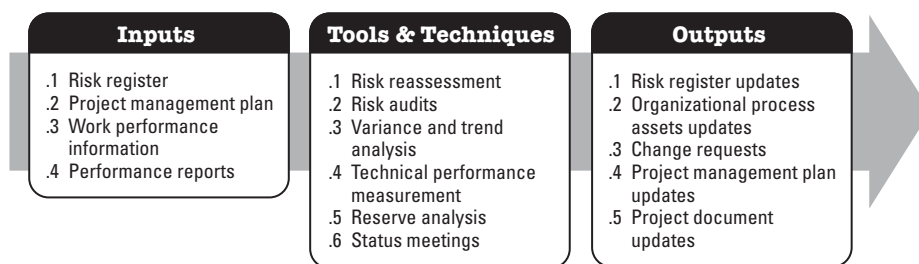 Inputs
.1 Risk register
.2 Project management plan
.3 Work performance
information
.4 Performance reports
Tools & Techniques
.1 Risk reassessment
.2 Risk audits
.3 Variance and trend
analysis
.4 Technical performance
measurement
.5 Reserve analysis
.6 Status meetings
Outputs
.1 Risk register updates
.2 Organizational process
assets updates
.3 Change requests
.4 Project management plan
updates
.5 Project document
updates